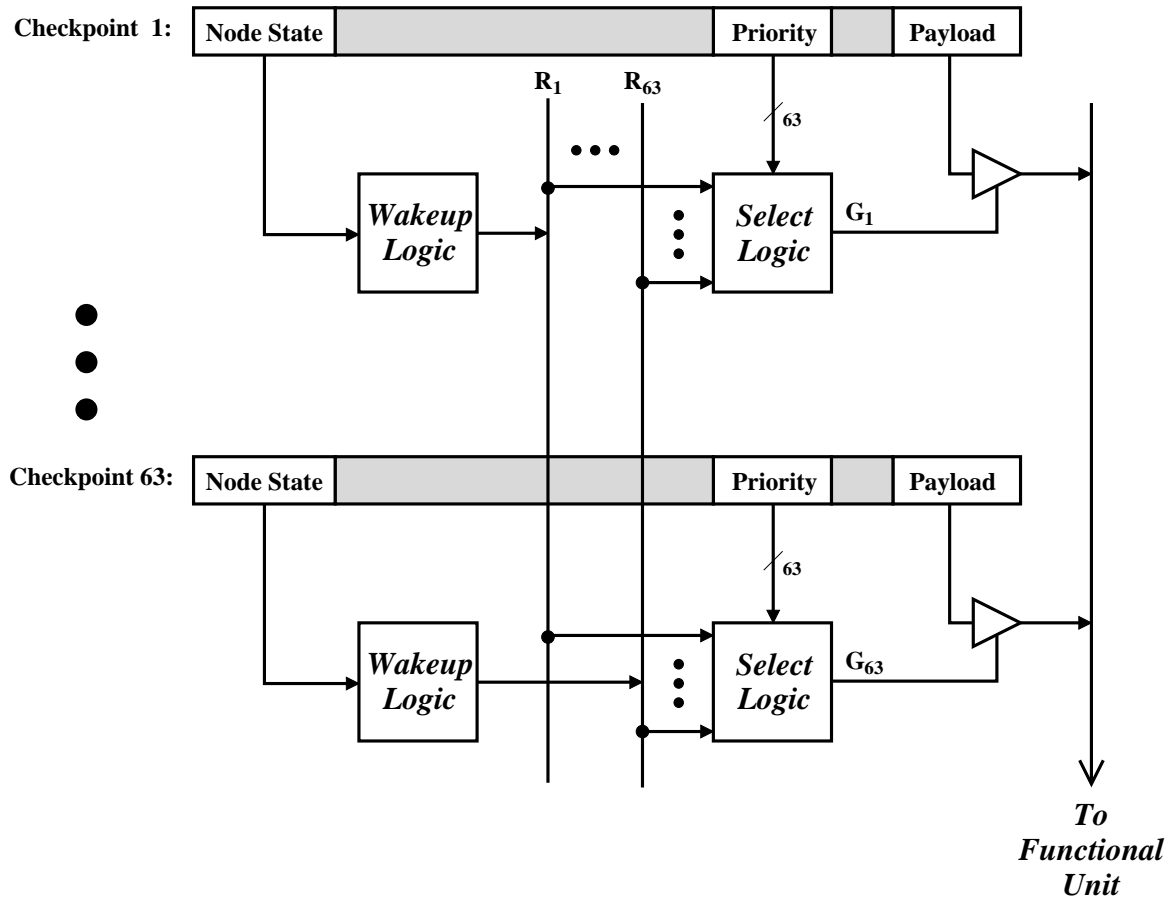 Checkpoint 1:
Node State
Priority
Payload
R1
R63
63
Wakeup
Logic
Select
Logic
G1
Checkpoint 63:
Node State
Priority
Payload
63
Wakeup
Logic
Select
Logic
G63
To
Functional
Unit